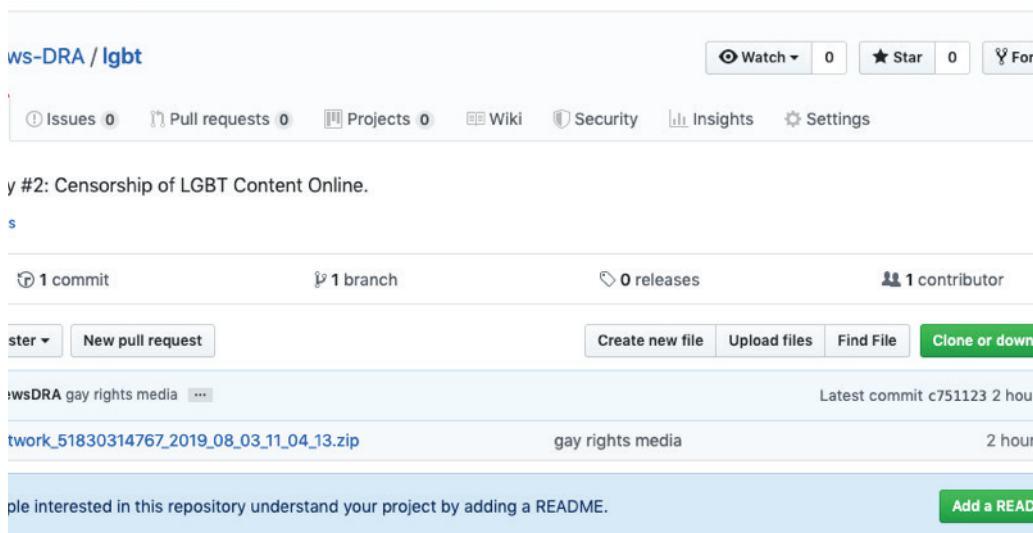 ws-DRA / lgbt
Watch 0 Star 0 For
Issues 0 Pull requests 0 Projects 0 Wiki Security Insights Settings
y #2: Censorship of LGBT Content Online.
s
1 commit 1 branch 0 releases 1 contributor
ster New pull request Create new file Upload files Find File Clone or down
ewsDRA gay rights media ... Latest commit c751123 2 hou
twork_51830314767_2019_08_03_11_04_13.zip gay rights media 2 hour
ple interested in this repository understand your project by adding a README. Add a READ